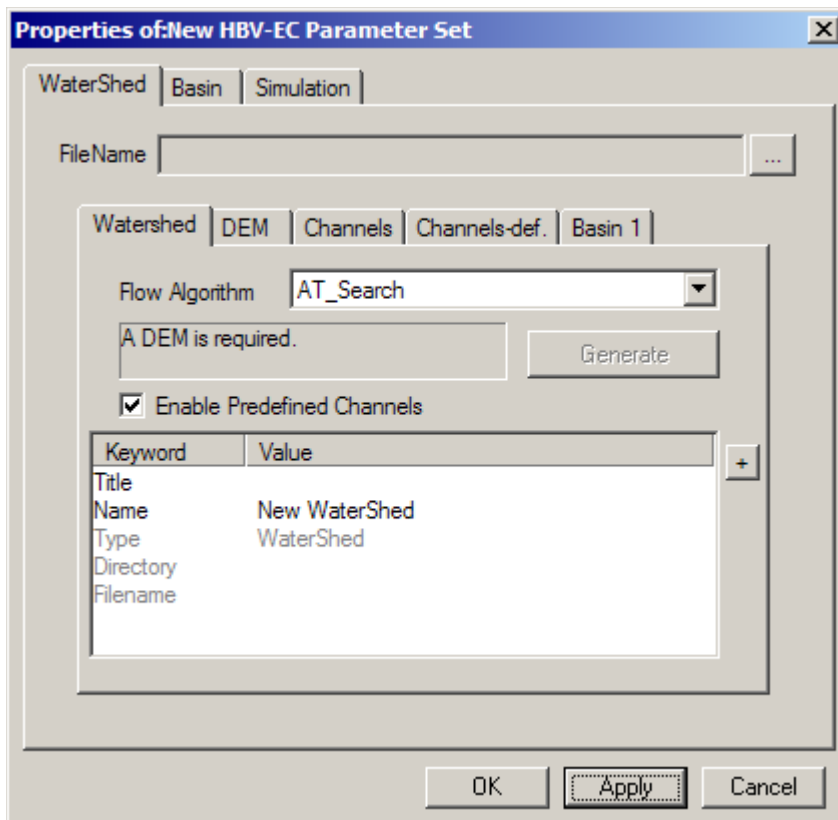 Properties of:New HBV-EC Parameter Set
WaterShed Basin Simulation
FileName ...
Watershed DEM Channels Channels-def. Basin 1
Flow Algorithm AT_Search
A DEM is required. Generate
Enable Predefined Channels
Keyword Value +
Title
Name New WaterShed
Type WaterShed
Directory
Filename
OK Apply Cancel